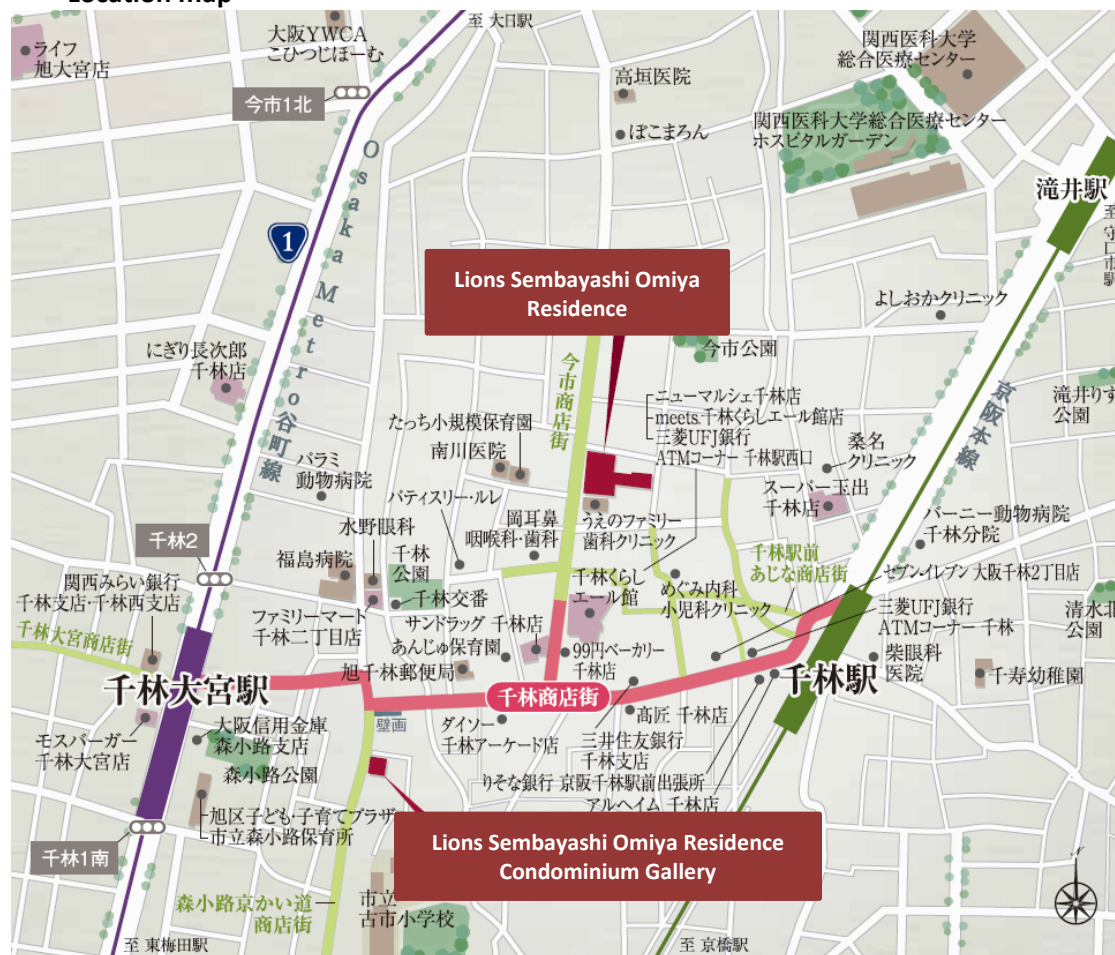 Location map
至 大日駅
ライフ
旭大宮店
大阪YWCA
こひつじほーむ
今市1北
高垣医院
ぽこまろん
関西医科大学
総合医療センター
関西医科大学総合医療センター
ホスピタルガーデン
滝井駅
至 守口市駅
1
Osaka Metro谷町線
Lions Sembayashi Omiya
Residence
よしおかクリニック
今市公園
にぎり長次郎
千林店
今市商店街
ニューマルシェ千林店
meets.千林くらしエール館店
三菱UFJ銀行
ATMコーナー 千林駅西口
京阪本線
滝井りす
公園
たっち小規模保育園
南川医院
桑名
クリニック
パラミ
動物病院
スーパー玉出
千林店
パティスリー・ルレ
岡耳鼻
咽喉科・歯科
うえのファミリー
歯科クリニック
バーニー動物病院
千林分院
水野眼科
千林2
福島病院
千林
公園
千林駅前
あじな商店街
セブン-イレブン 大阪千林2丁目店
関西みらい銀行
千林支店・千林西支店
千林くらし
エール館
めぐみ内科
小児科クリニック
千林交番
ファミリーマート
千林二丁目店
サンドラッグ 千林店
三菱UFJ銀行
ATMコーナー 千林
清水北
公園
千林大宮商店街
あんじゅ保育園
99円ベーカリー
千林店
柴眼科
医院
旭千林郵便局
千寿幼稚園
千林大宮駅
千林商店街
千林駅
壁画
ダイソー
千林アーケード店
髙匠 千林店
モスバーガー
千林大宮店
大阪信用金庫
森小路支店
三井住友銀行
千林支店
森小路公園
りそな銀行 京阪千林駅前出張所
アルヘイム 千林店
旭区子ども・子育てプラザ
市立森小路保育所
Lions Sembayashi Omiya Residence
Condominium Gallery
千林1南
森小路京かい道
商店街
市立
古市小学校
至 東梅田駅
至 京橋駅
N